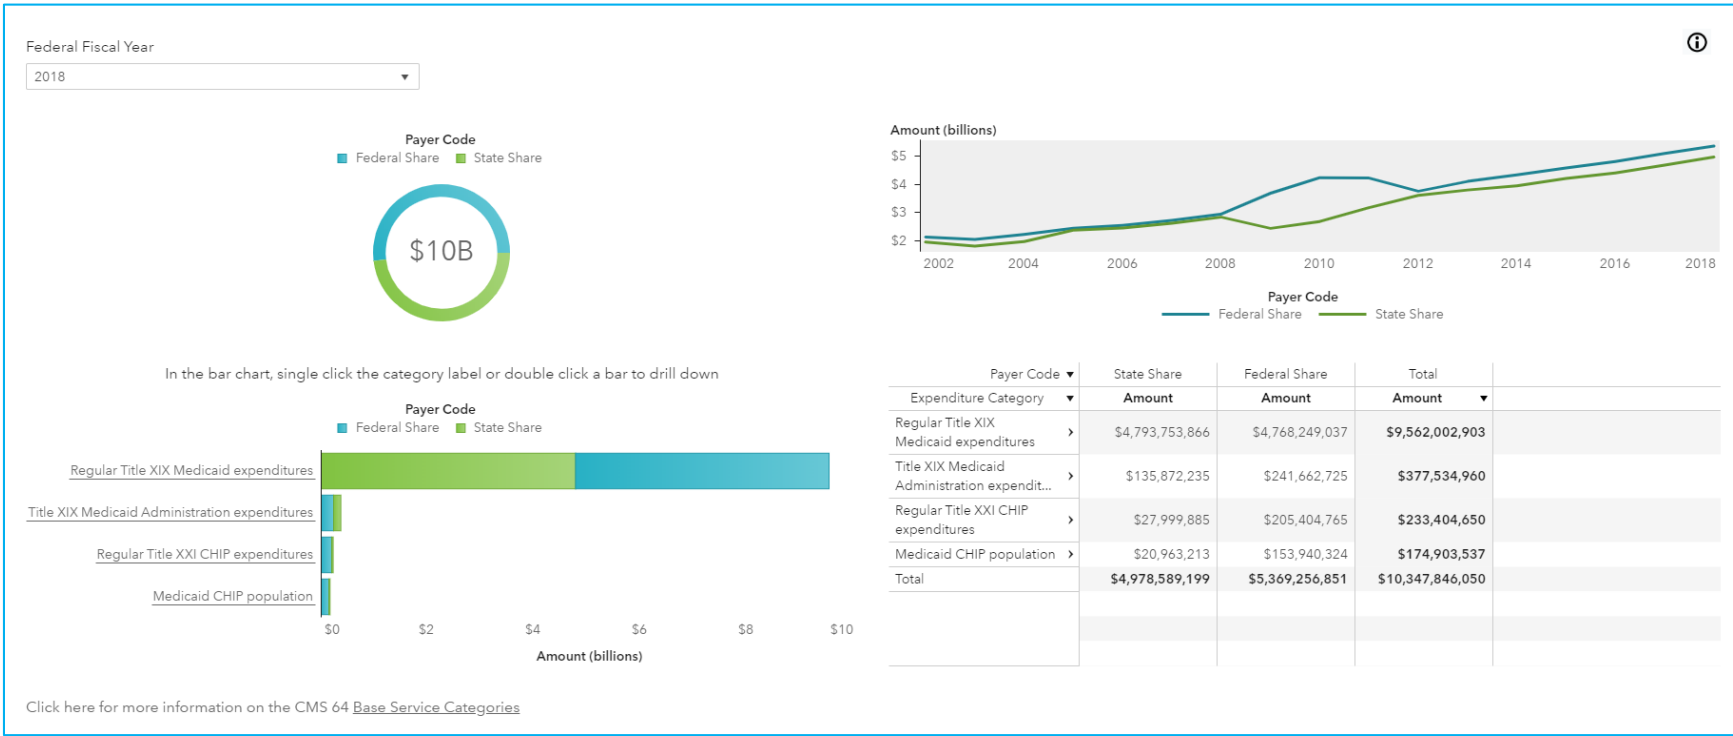 Federal Fiscal Year
2018
Payer Code
Federal Share State Share
$10B
Amount (billions)
$5
$4
$3
$2
2002 2004 2006 2008 2010 2012 2014 2016 2018
Payer Code
Federal Share State Share
In the bar chart, single click the category label or double click a bar to drill down
Payer Code
Federal Share State Share
Regular Title XIX Medicaid expenditures
Title XIX Medicaid Administration expenditures
Regular Title XXI CHIP expenditures
Medicaid CHIP population
$0 $2 $4 $6 $8 $10
Amount (billions)
Payer Code State Share Federal Share Total
Expenditure Category Amount Amount Amount
Regular Title XIX
Medicaid expenditures $4,793,753,866 $4,768,249,037 $9,562,002,903
Title XIX Medicaid
Administration expendit... $135,872,235 $241,662,725 $377,534,960
Regular Title XXI CHIP
expenditures $27,999,885 $205,404,765 $233,404,650
Medicaid CHIP population $20,963,213 $153,940,324 $174,903,537
Total $4,978,589,199 $5,369,256,851 $10,347,846,050
Click here for more information on the CMS 64 Base Service Categories